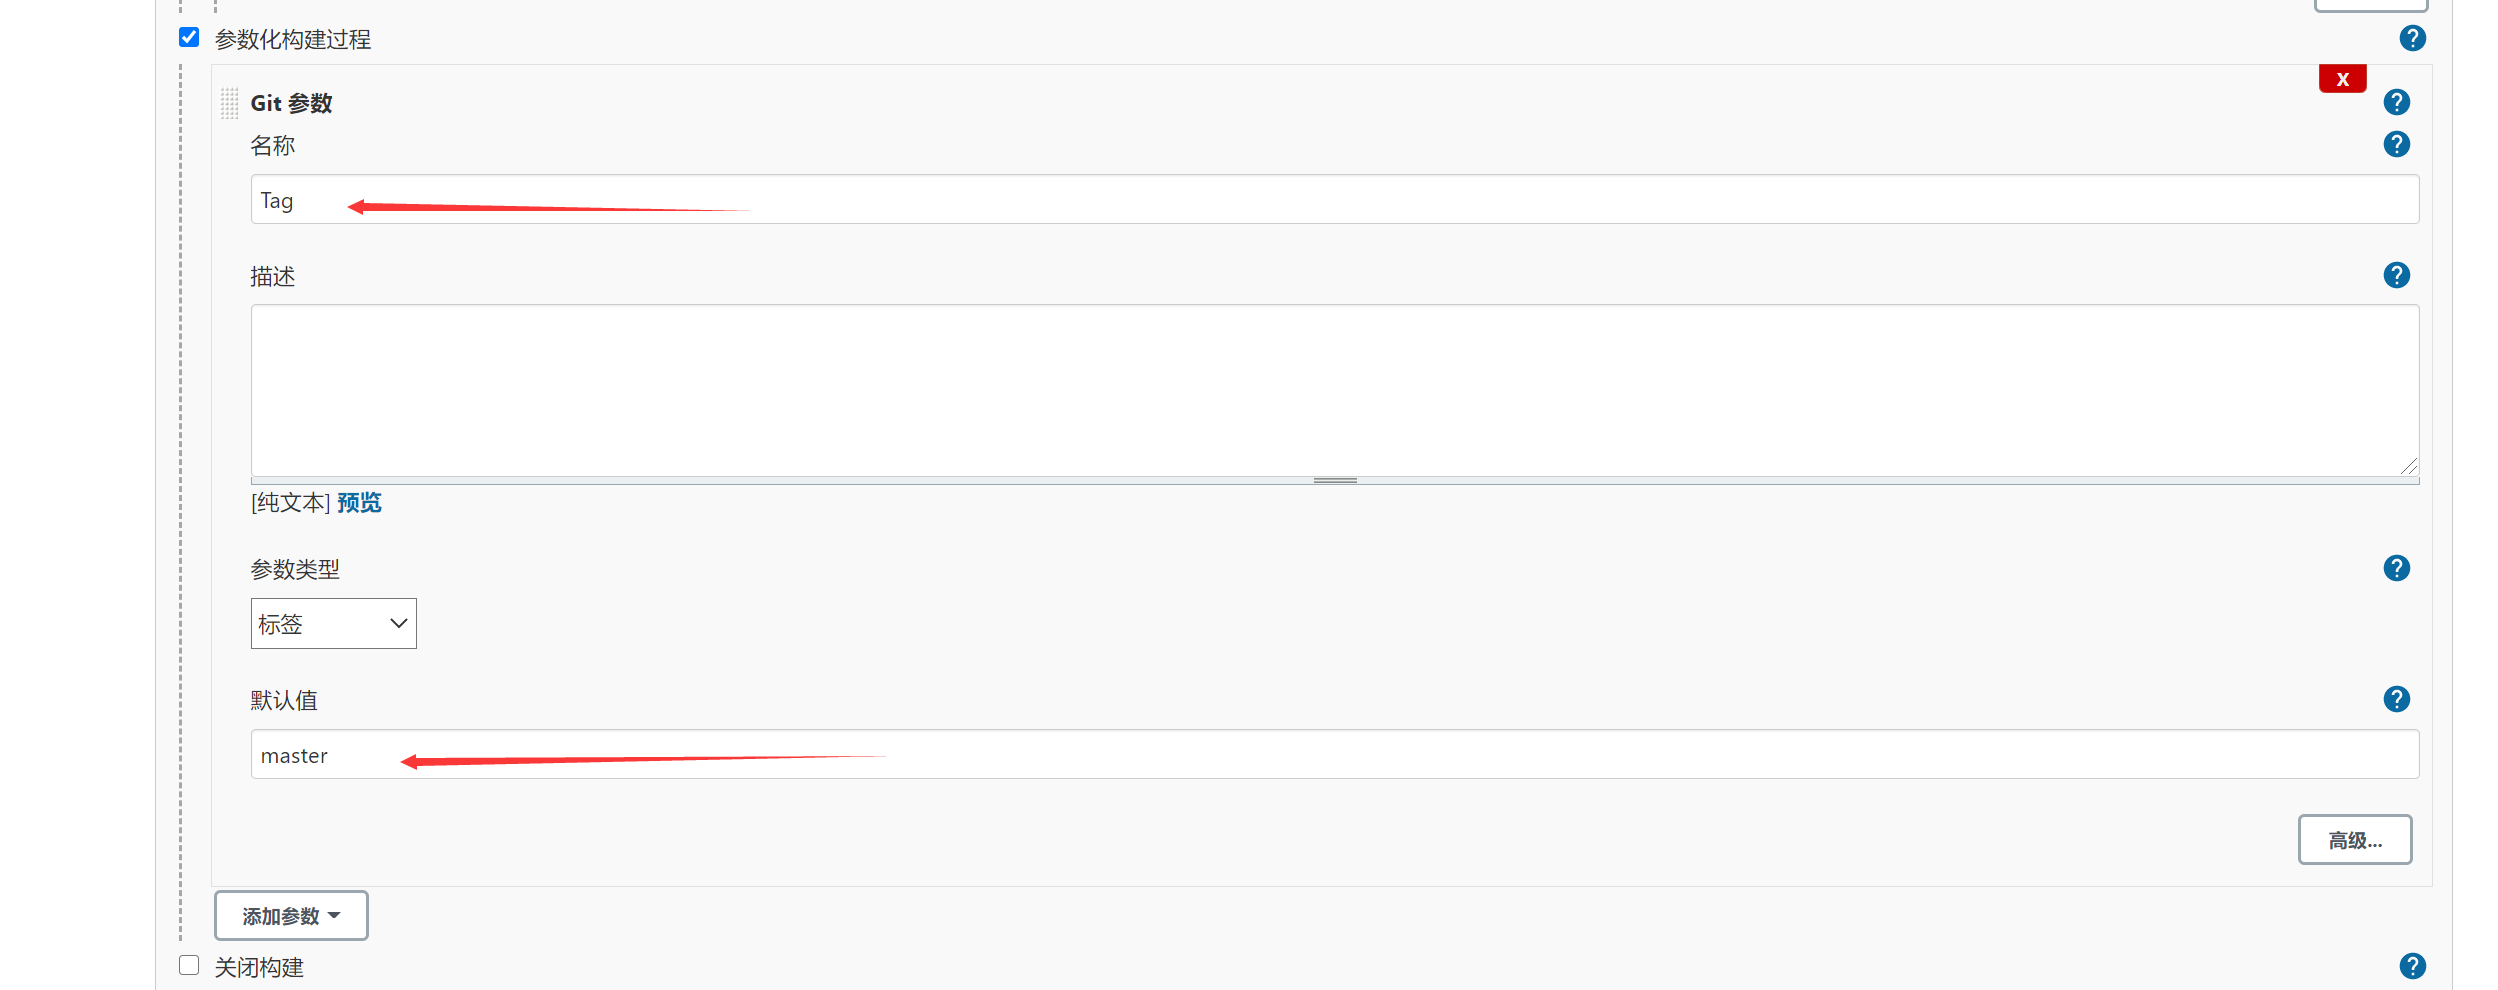 参数化构建过程
X
Git 参数
名称
Tag
描述
[纯文本] 预览
参数类型
标签
默认值
master
高级...
添加参数
关闭构建